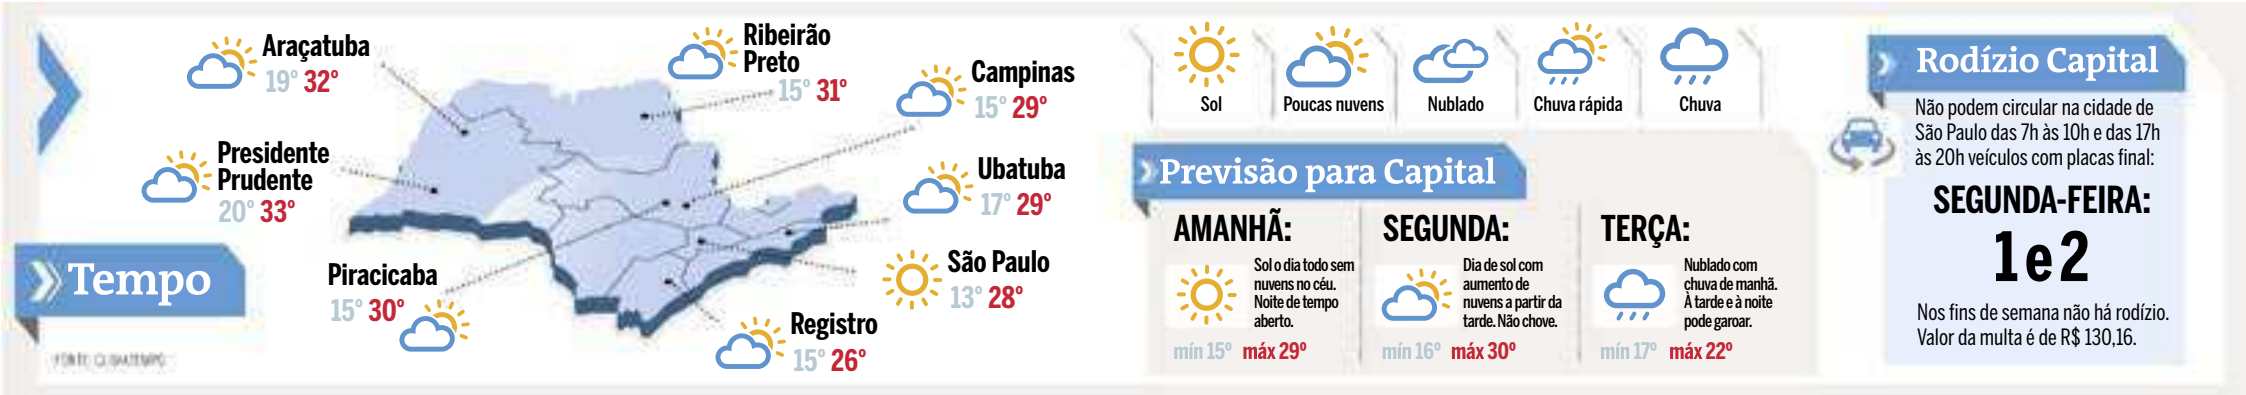 Tempo
FONTE: CLIMATEMPO
Araçatuba
19° 32°
Presidente
Prudente
20° 33°
Piracicaba
15° 30°
Ribeirão
Preto
15° 31°
Campinas
15° 29°
Ubatuba
17° 29°
São Paulo
13° 28°
Registro
15° 26°
Sol
Poucas nuvens
Nublado
Chuva rápida
Chuva
Previsão para Capital
AMANHÃ:
Sol o dia todo sem
nuvens no céu.
Noite de tempo
aberto.
mín 15° máx 29°
SEGUNDA:
Dia de sol com
aumento de
nuvens a partir da
tarde. Não chove.
mín 16° máx 30°
TERÇA:
Nublado com
chuva de manhã.
À tarde e à noite
pode garoar.
mín 17° máx 22°
Rodízio Capital
Não podem circular na cidade de
São Paulo das 7h às 10h e das 17h
às 20h veículos com placas final:
SEGUNDA-FEIRA:
1 e 2
Nos fins de semana não há rodízio.
Valor da multa é de R$ 130,16.